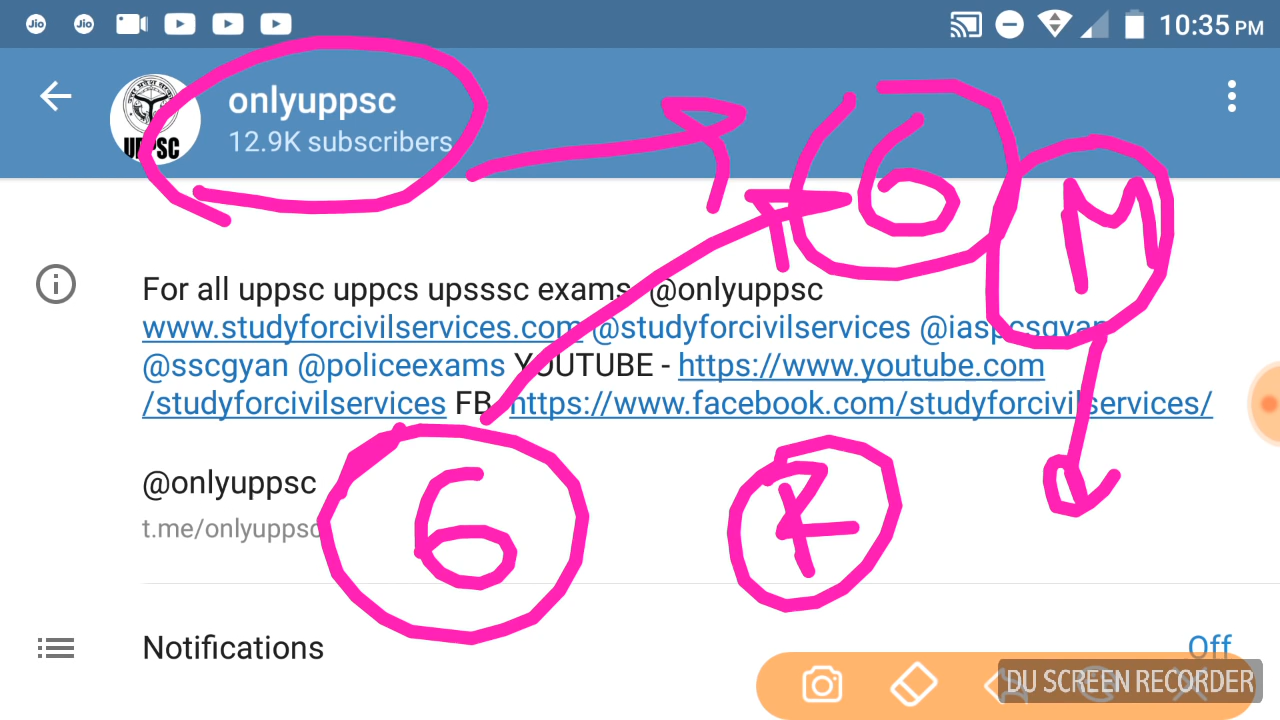 Jio Jio 10:35 PM
onlyuppsc
12.9K subscribers
UPPSC
6
M
For all uppsc uppcs upsssc exams @onlyuppsc
www.studyforcivilservices.com @studyforcivilservices @iaspcsgyan
@sscgyan @policeexams YOUTUBE - https://www.youtube.com
/studyforcivilservices FB https://www.facebook.com/studyforcivilservices/
@onlyuppsc
t.me/onlyuppsc
6
Notifications Off
DU SCREEN RECORDER